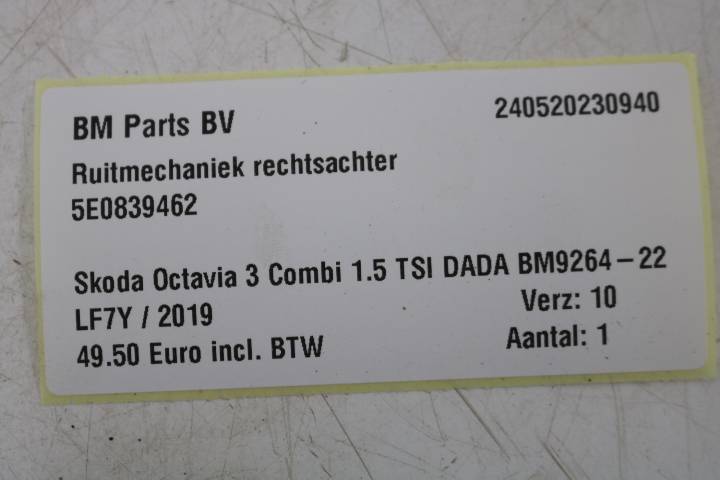 BM Parts BV 240520230940
Ruitmechaniek rechtsachter
5E0839462
Skoda Octavia 3 Combi 1.5 TSI DADA BM9264-22
LF7Y / 2019 Verz: 10
49.50 Euro incl. BTW Aantal: 1